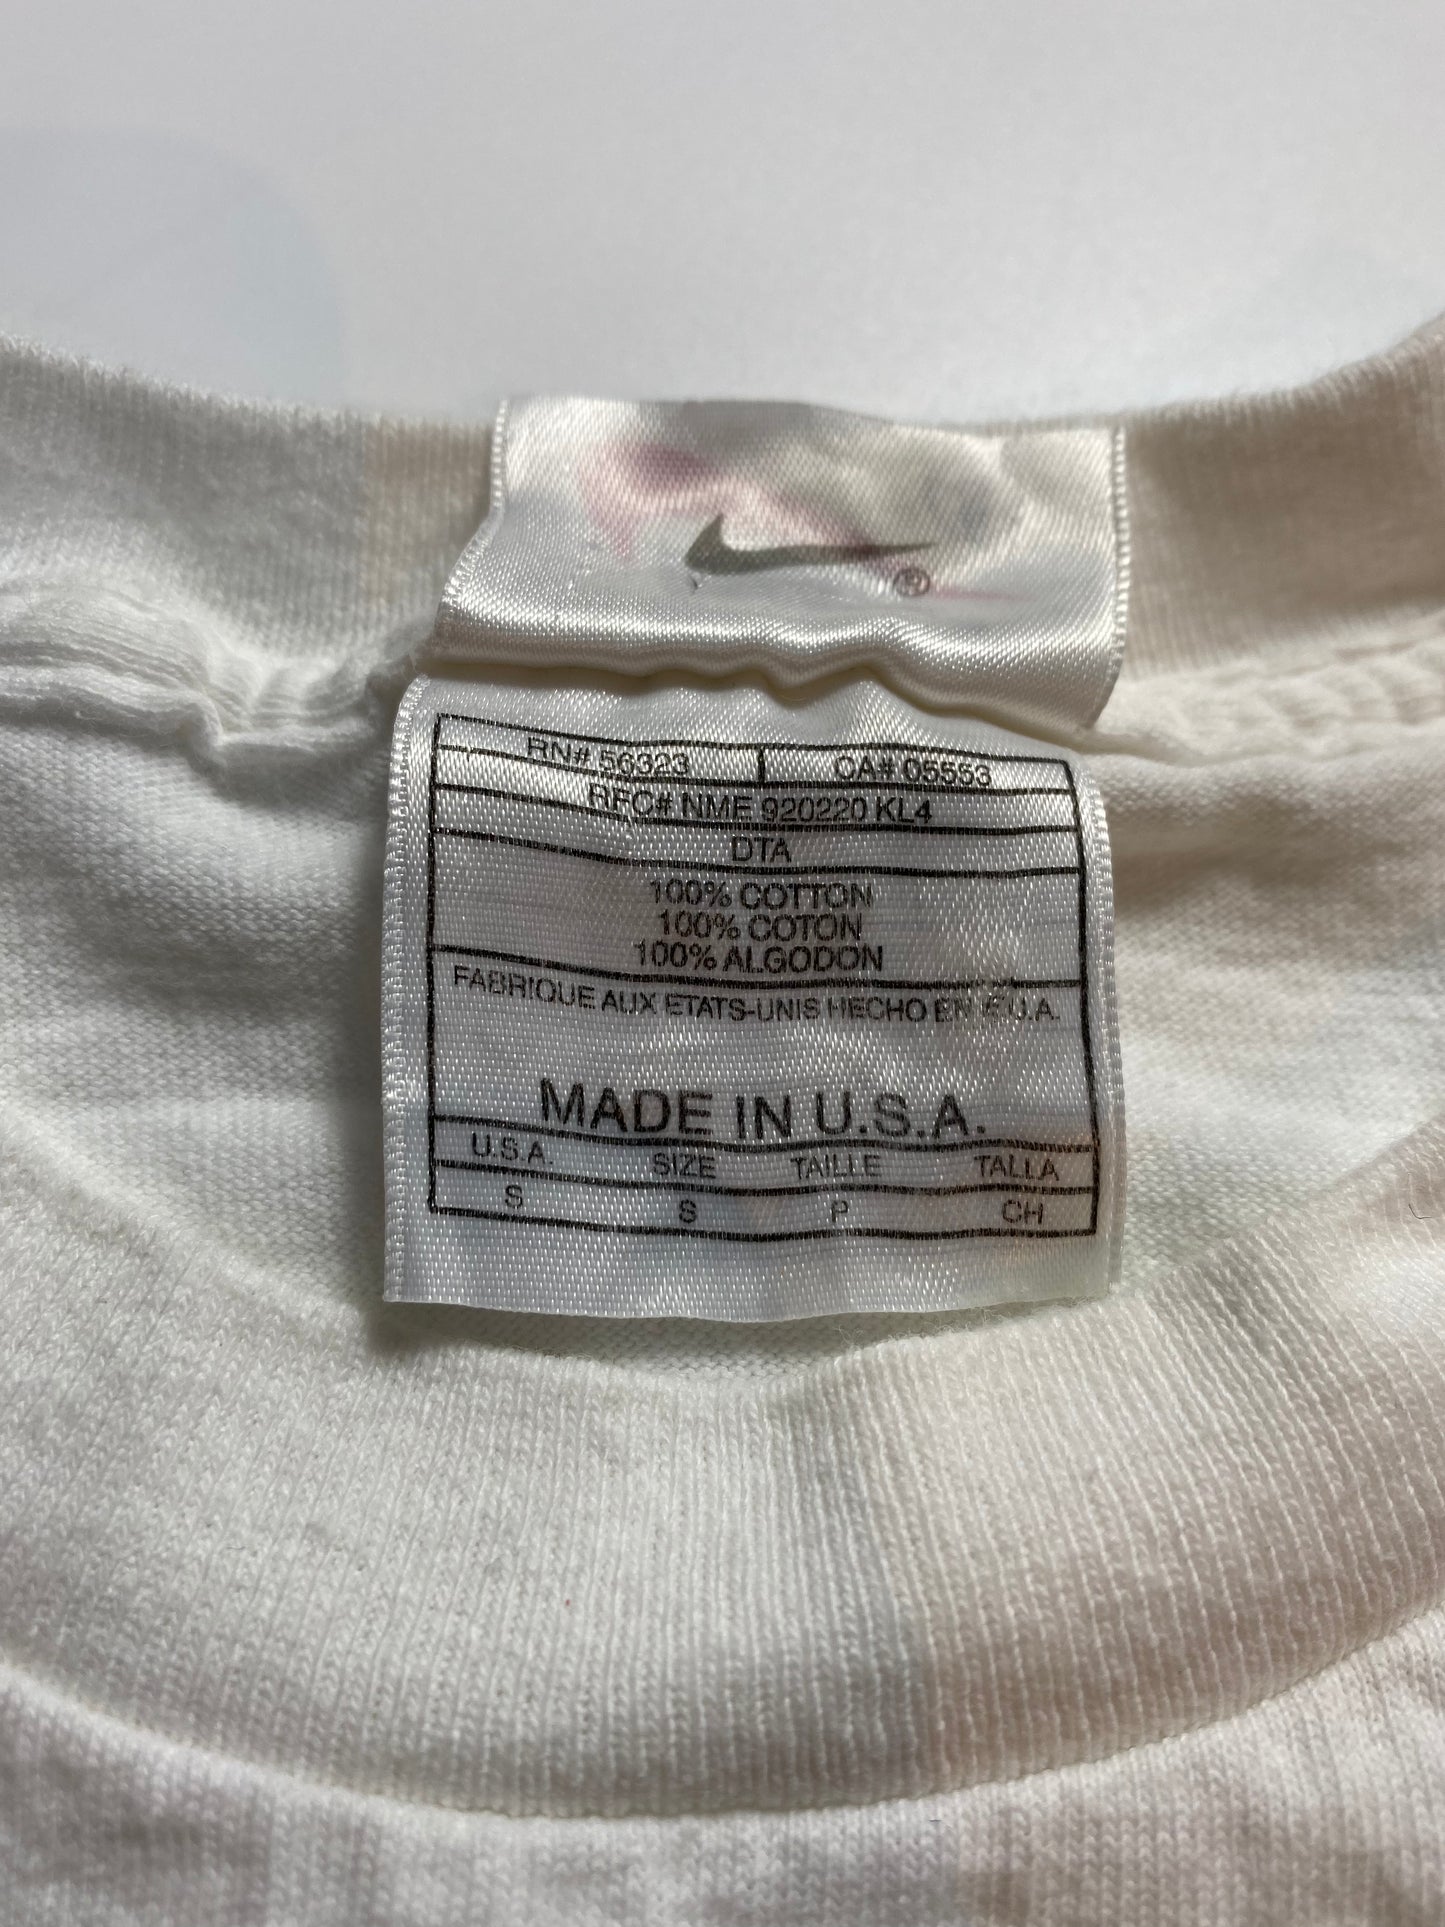 ®
RN# 56323 CA# 05553
RFC# NME 920220 KL4
DTA
100% COTTON
100% COTON
100% ALGODON
FABRIQUE AUX ETATS-UNIS HECHO EN E.U.A.
MADE IN U.S.A.
U.S.A. SIZE TAILLE TALLA
S S P CH